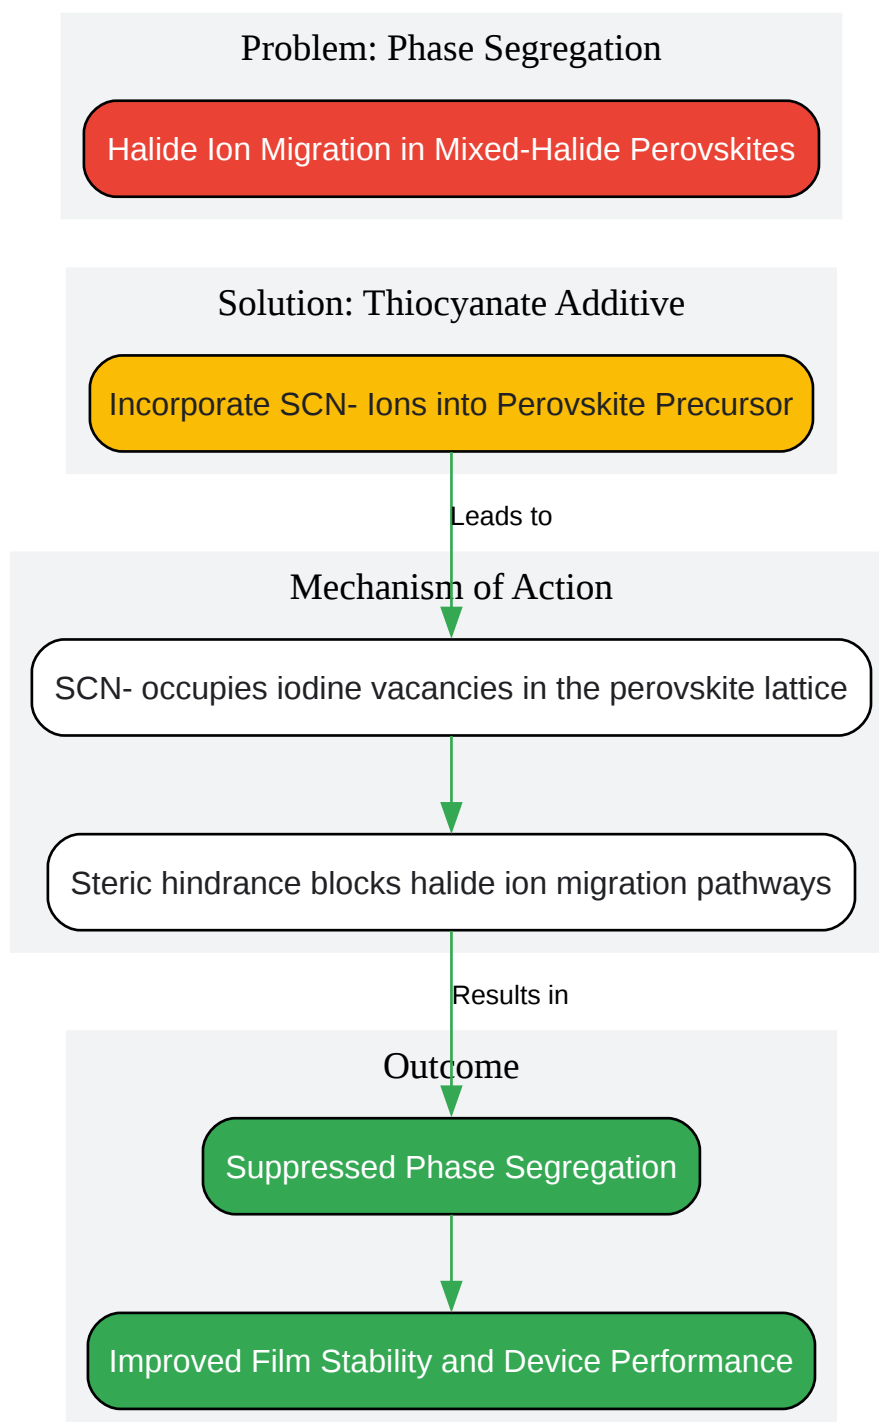 Problem: Phase Segregation
Halide Ion Migration in Mixed-Halide Perovskites
Solution: Thiocyanate Additive
Incorporate SCN- Ions into Perovskite Precursor
Leads to
Mechanism of Action
SCN- occupies iodine vacancies in the perovskite lattice
Steric hindrance blocks halide ion migration pathways
Results in
Outcome
Suppressed Phase Segregation
Improved Film Stability and Device Performance